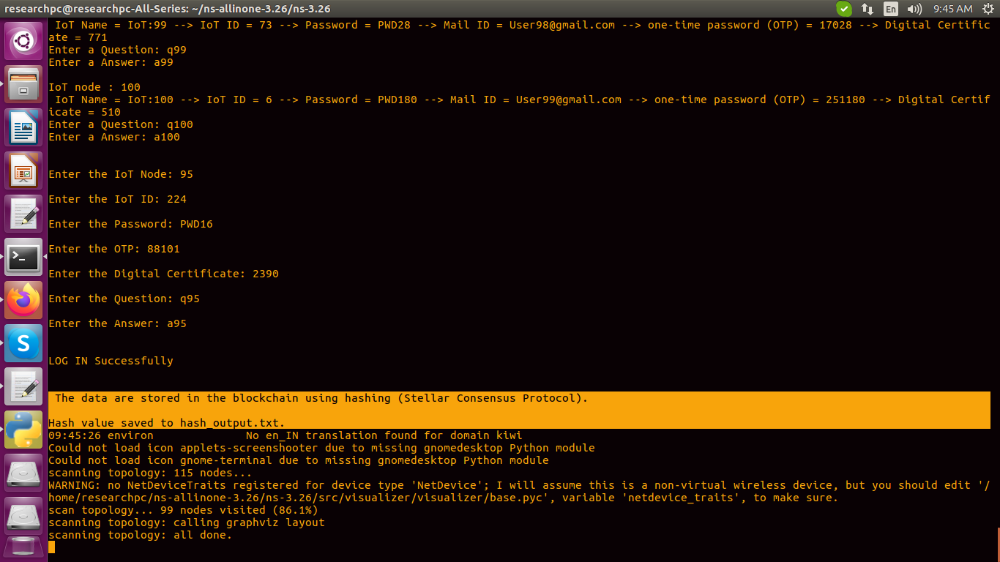 researchpc@researchpc-All-Series: ~/ns-allinone-3.26/ns-3.26
En
9:45 AM
IoT Name = IoT:99 --> IoT ID = 73 --> Password = PWD28 --> Mail ID = User98@gmail.com --> one-time password (OTP) = 17028 --> Digital Certific
ate = 771
Enter a Question: q99
Enter a Answer: a99
IoT node : 100
IoT Name = IoT:100 --> IoT ID = 6 --> Password = PWD180 --> Mail ID = User99@gmail.com --> one-time password (OTP) = 251180 --> Digital Certif
icate = 510
Enter a Question: q100
Enter a Answer: a100
Enter the IoT Node: 95
Enter the IoT ID: 224
Enter the Password: PWD16
Enter the OTP: 88101
Enter the Digital Certificate: 2390
Enter the Question: q95
Enter the Answer: a95
LOG IN Successfully
The data are stored in the blockchain using hashing (Stellar Consensus Protocol).
Hash value saved to hash_output.txt.
09:45:26 environ              No en_IN translation found for domain kiwi
Could not load icon applets-screenshooter due to missing gnomedesktop Python module
Could not load icon gnome-terminal due to missing gnomedesktop Python module
scanning topology: 115 nodes...
WARNING: no NetDeviceTraits registered for device type 'NetDevice'; I will assume this is a non-virtual wireless device, but you should edit '/
home/researchpc/ns-allinone-3.26/ns-3.26/src/visualizer/visualizer/base.pyc', variable 'netdevice_traits', to make sure.
scan topology... 99 nodes visited (86.1%)
scanning topology: calling graphviz layout
scanning topology: all done.